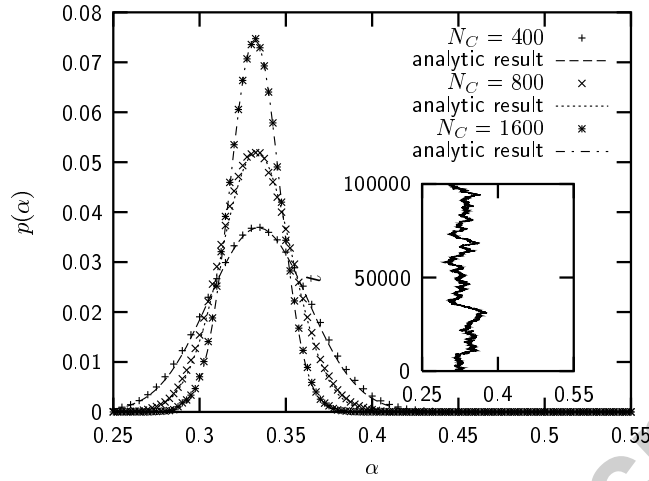 0.08
0.07
0.06
0.05
0.04
0.03
0.02
0.01
0
p(α)
0.25
0.3
0.35
0.4
0.45
0.5
0.55
α
N_C = 400
analytic result
N_C = 800
analytic result
N_C = 1600
analytic result
100000
50000
0
t
0.25
0.4
0.55